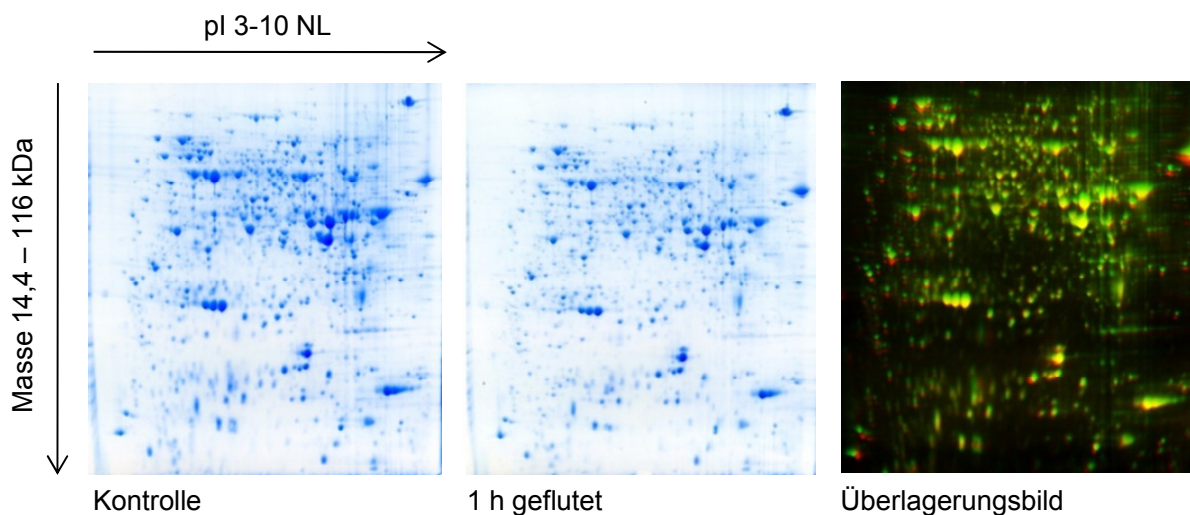 pI 3-10 NL
Masse 14,4 – 116 kDa
Kontrolle
1 h geflutet
Überlagerungsbild